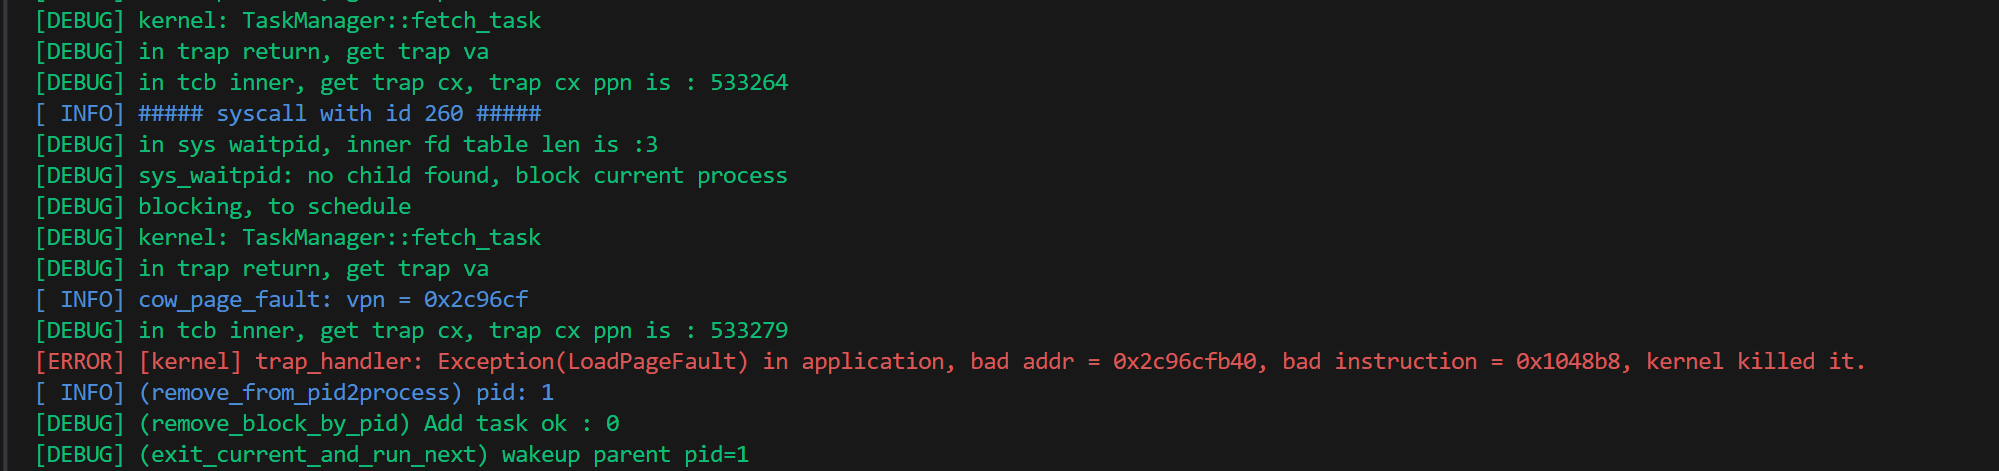 [DEBUG] kernel: TaskManager::fetch_task
[DEBUG] in trap return, get trap va
[DEBUG] in tcb inner, get trap cx, trap cx ppn is : 533264
[ INFO] ##### syscall with id 260 #####
[DEBUG] in sys waitpid, inner fd table len is :3
[DEBUG] sys_waitpid: no child found, block current process
[DEBUG] blocking, to schedule
[DEBUG] kernel: TaskManager::fetch_task
[DEBUG] in trap return, get trap va
[ INFO] cow_page_fault: vpn = 0x2c96cf
[DEBUG] in tcb inner, get trap cx, trap cx ppn is : 533279
[ERROR] [kernel] trap_handler: Exception(LoadPageFault) in application, bad addr = 0x2c96cfb40, bad instruction = 0x1048b8, kernel killed it.
[ INFO] (remove_from_pid2process) pid: 1
[DEBUG] (remove_block_by_pid) Add task ok : 0
[DEBUG] (exit_current_and_run_next) wakeup parent pid=1